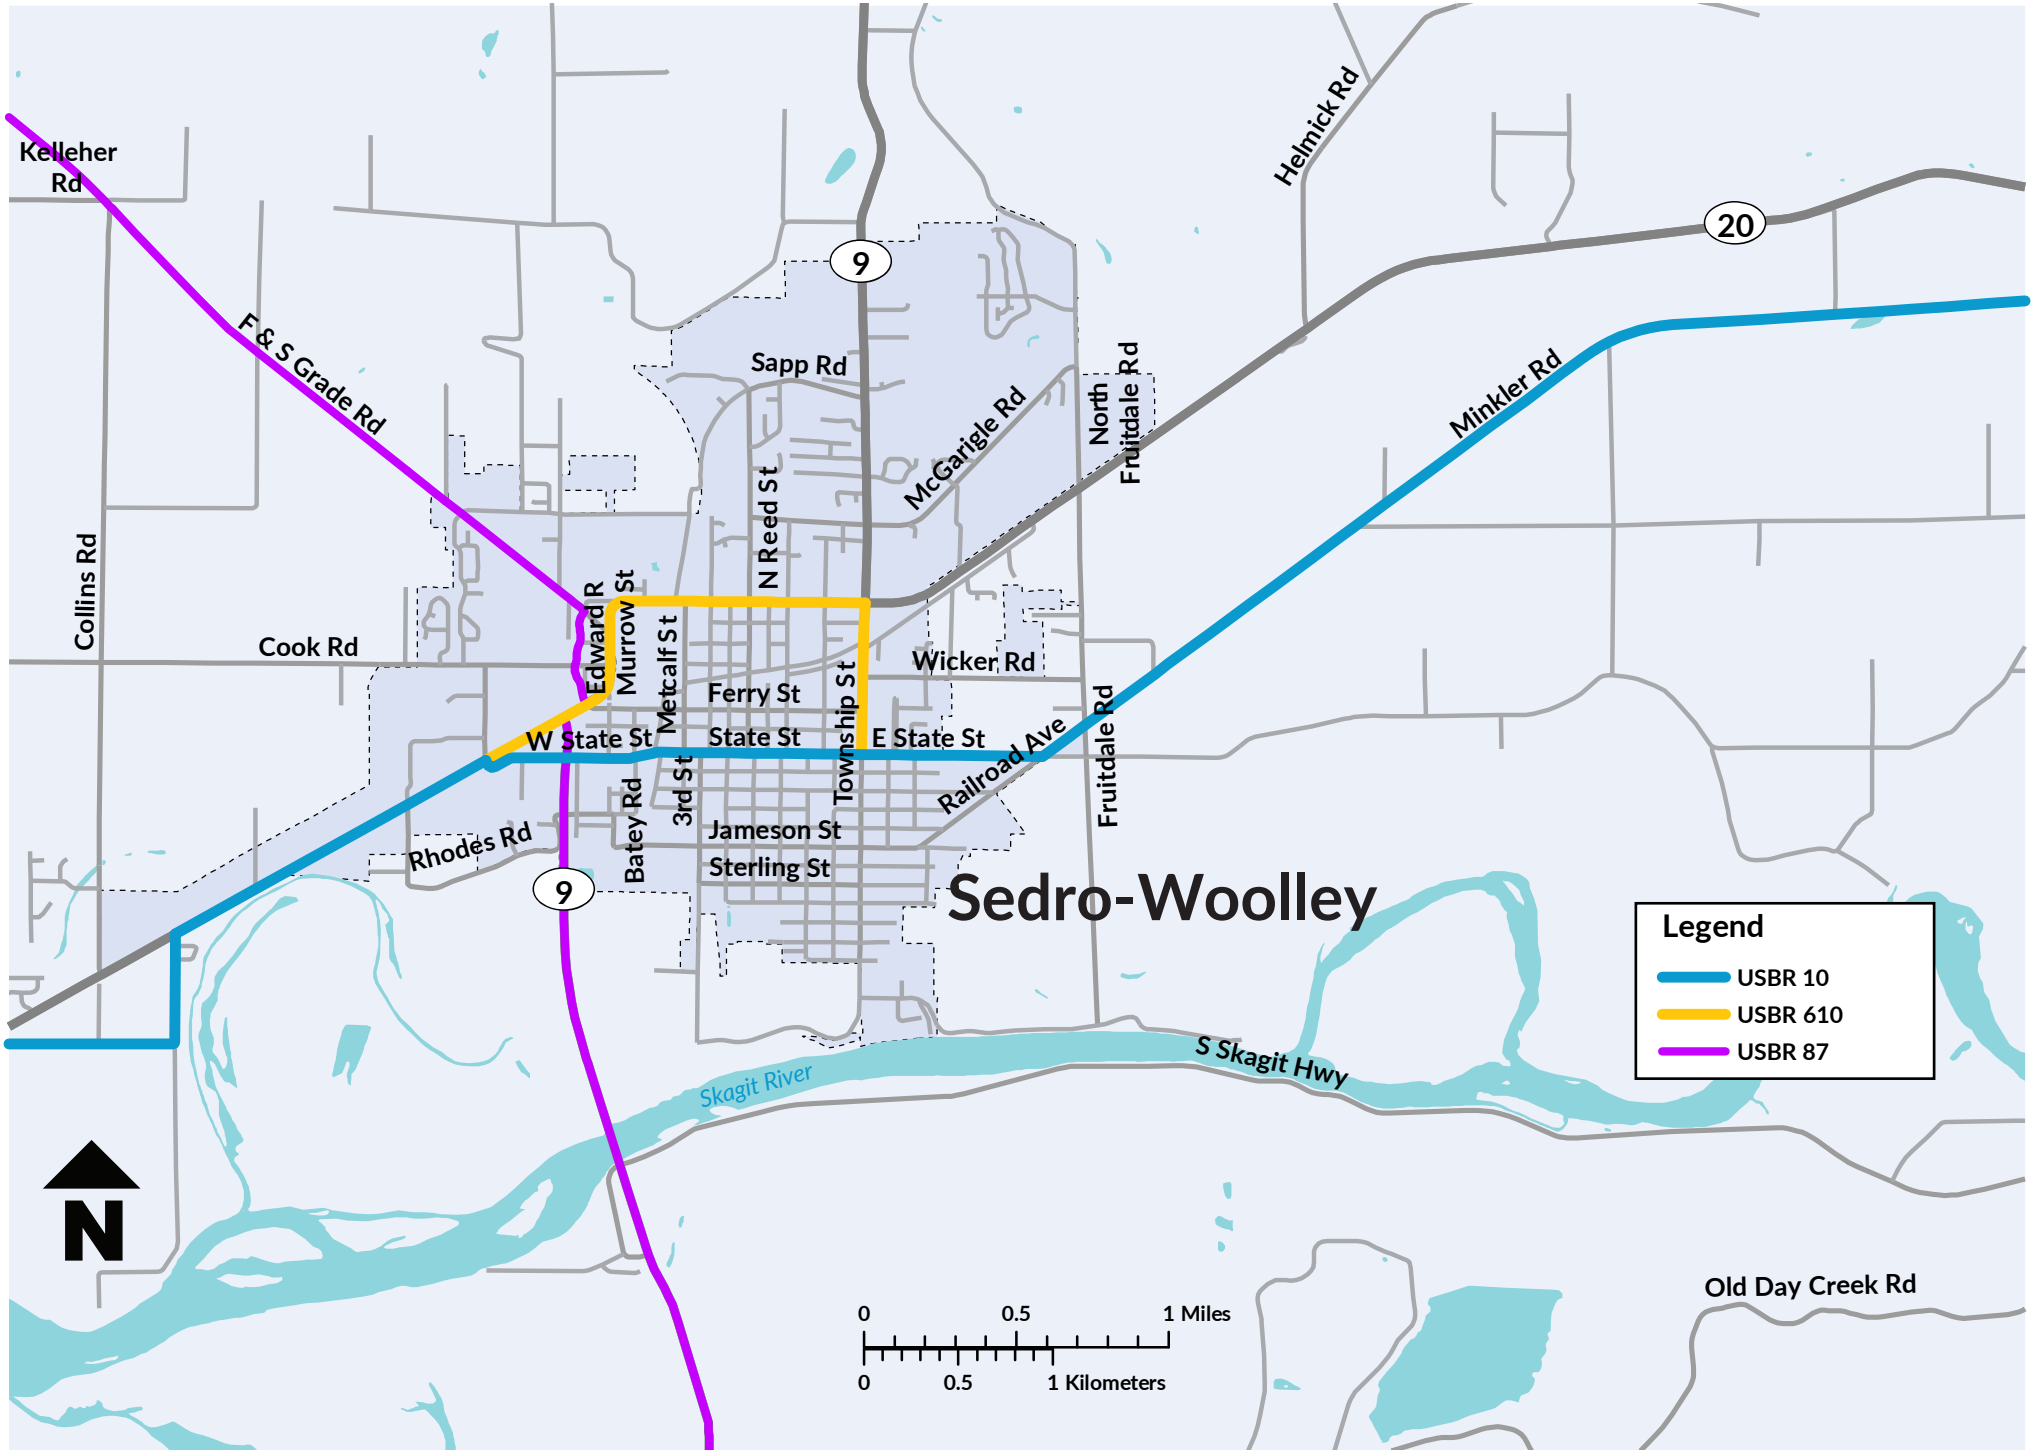 Kelleher
Rd
Helmick Rd
20
9
F & S Grade Rd
Sapp Rd
North
Fruitdale Rd
McGarigle Rd
Minkler Rd
N Reed St
Collins Rd
Edward R
Murrow St
Cook Rd
Metcalf St
Wicker Rd
Ferry St
Township St
W State St
State St
E State St
Railroad Ave
Fruitdale Rd
3rd St
Batey Rd
Rhodes Rd
Jameson St
Sterling St
9
Sedro-Woolley
Legend
USBR 10
USBR 610
USBR 87
S Skagit Hwy
Skagit River
N
Old Day Creek Rd
0 0.5 1 Miles
0 0.5 1 Kilometers